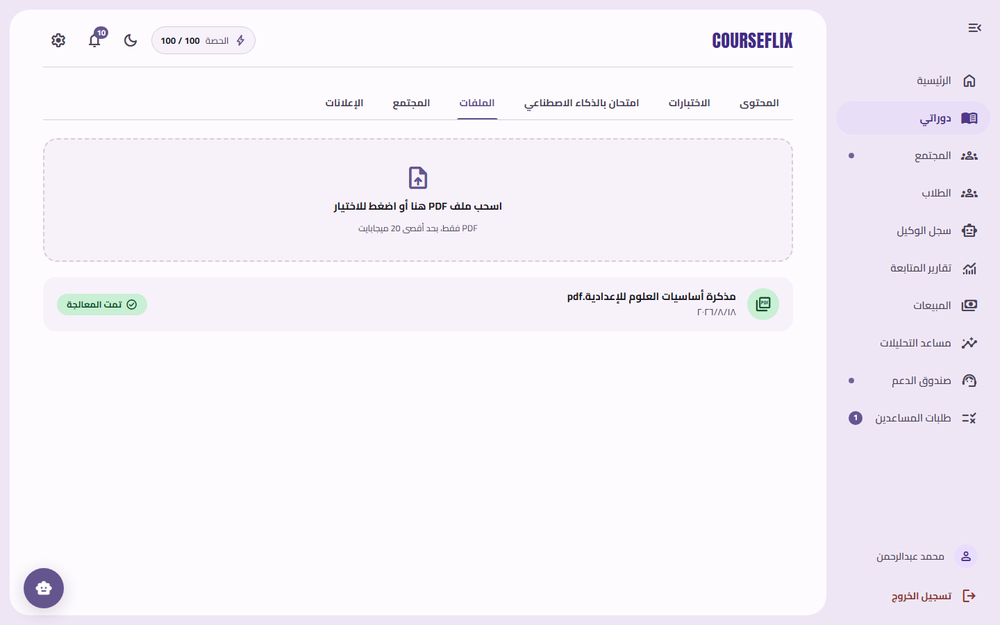 الرئيسية
دوراتي
المجتمع
الطلاب
سجل الوكيل
تقارير المتابعة
المبيعات
مساعد التحليلات
صندوق الدعم
طلبات المساعدين 1
محمد عبدالرحمن
تسجيل الخروج
COURSEFLIX
الحصة 100 / 100
10
المحتوى
الاختبارات
امتحان بالذكاء الاصطناعي
الملفات
المجتمع
الإعلانات
اسحب ملف PDF هنا أو اضغط للاختيار
PDF فقط، بحد أقصى 20 ميجابايت
PDF
مذكرة أساسيات العلوم للإعدادية.pdf
٢٠٢٦/٨/١٨
تمت المعالجة